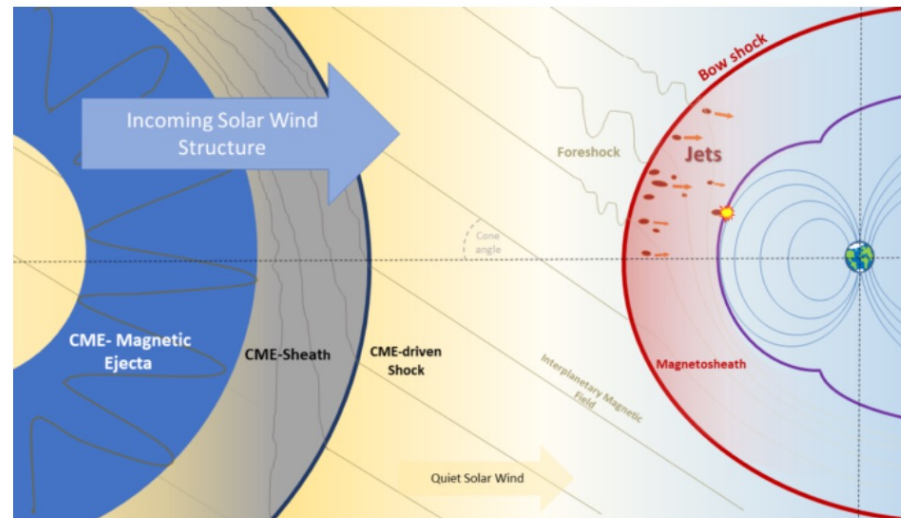 Incoming Solar Wind
Structure
Bow shock
Foreshock
Jets
Cone
angle
CME- Magnetic
Ejecta
CME-Sheath
CME-driven
Shock
Magnetosheath
Interplanetary Magnetic
Field
Quiet Solar Wind